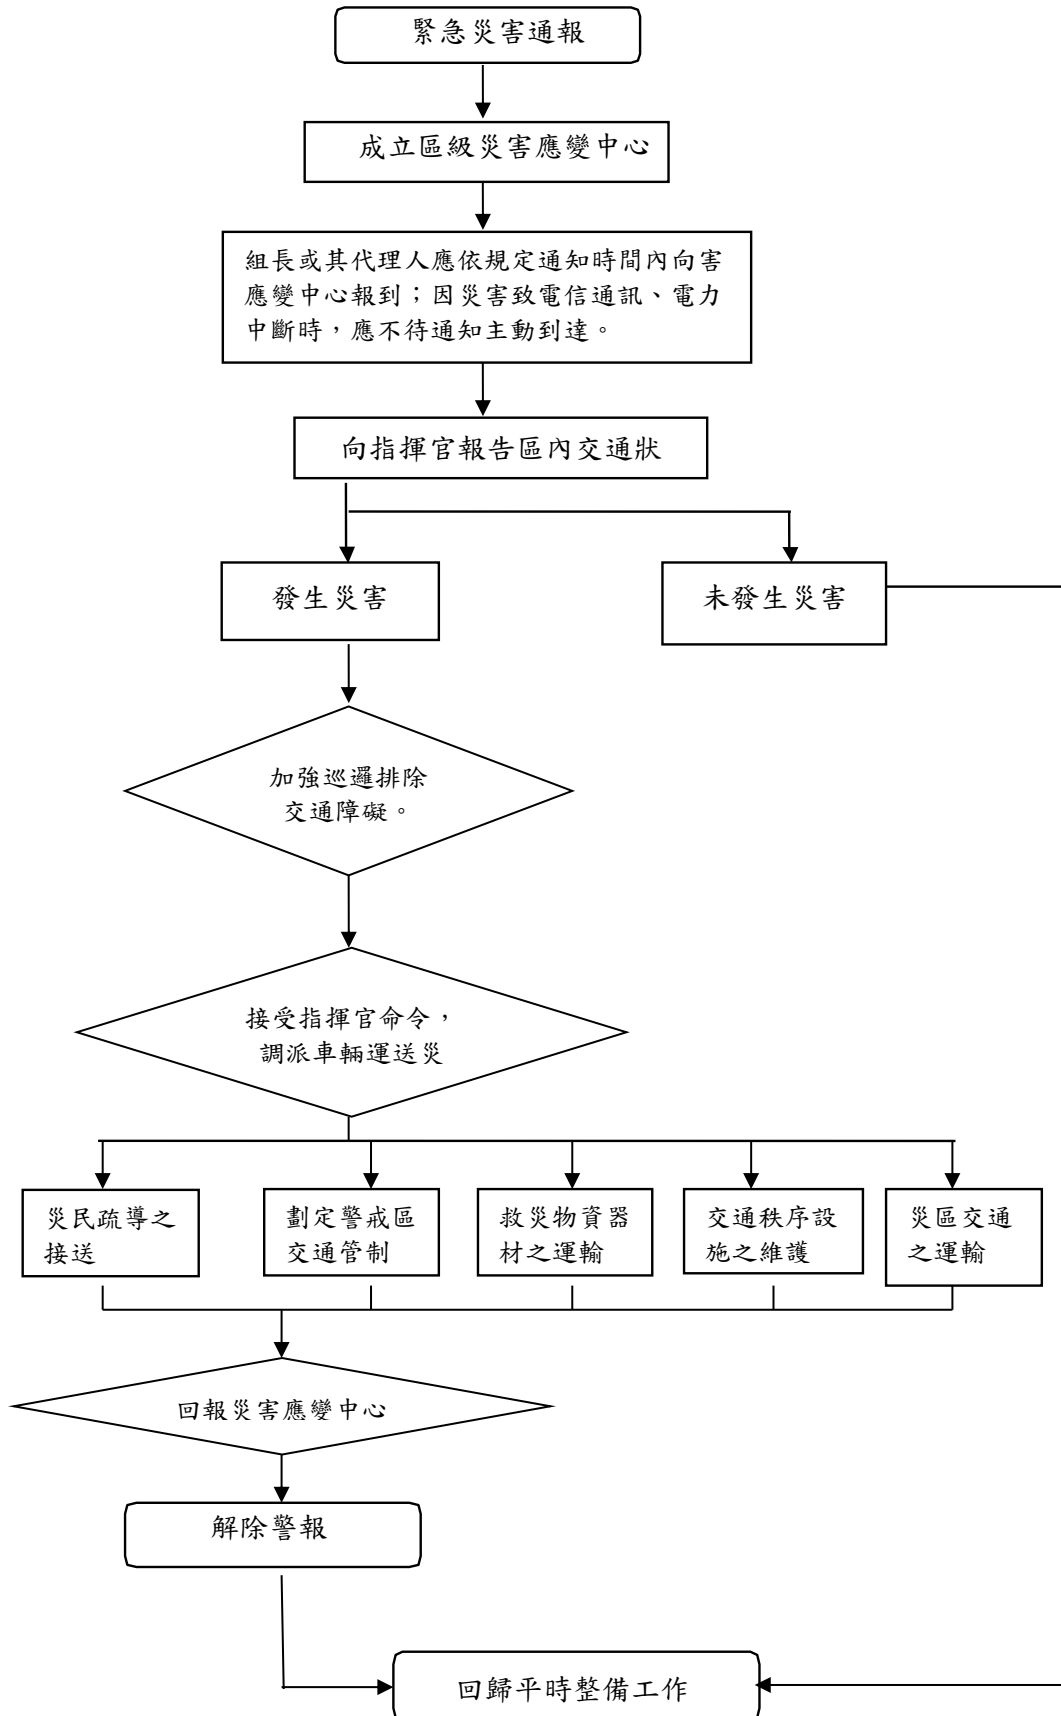 緊急災害通報
成立區級災害應變中心
組長或其代理人應依規定通知時間內向害
應變中心報到；因災害致電信通訊、電力
中斷時，應不待通知主動到達。
向指揮官報告區內交通狀
發生災害
未發生災害
加強巡邏排除
交通障礙。
接受指揮官命令，
調派車輛運送災
災民疏導之
接送
劃定警戒區
交通管制
救災物資器
材之運輸
交通秩序設
施之維護
災區交通
之運輸
回報災害應變中心
解除警報
回歸平時整備工作